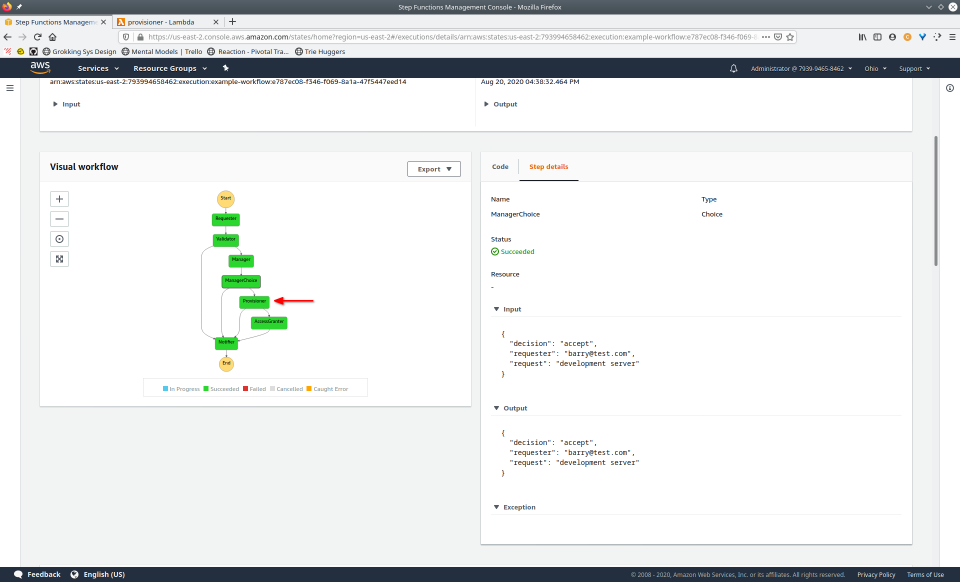 Step Functions Management Console - Mozilla Firefox
Step Functions Managem
provisioner - Lambda
https://us-east-2.console.aws.amazon.com/states/home?region=us-east-2#/executions/details/arn:aws:states:us-east-2:793994658462:execution:example-workflow:e787ec08-f346-f069-8
Grokking Sys Design
Mental Models | Trello
Reaction - Pivotal Tra...
Trie Huggers
aws
Services
Resource Groups
Administrator @ 7939-9465-8462
Ohio
Support
arn:aws:states:us-east-2:793994658462:execution:example-workflow:e787ec08-f346-f069-8a1a-47f5447eed14
Aug 20, 2020 04:38:32.464 PM
Input
Output
Visual workflow
Export
Start
Requester
Validator
Manager
ManagerChoice
Provisioner
AccessGranter
Notifier
End
In Progress Succeeded Failed Cancelled Caught Error
Code
Step details
Name
Type
ManagerChoice
Choice
Status
Succeeded
Resource
-
Input
{
"decision": "accept",
"requester": "barry@test.com",
"request": "development server"
}
Output
{
"decision": "accept",
"requester": "barry@test.com",
"request": "development server"
}
Exception
Feedback
English (US)
© 2008 - 2020, Amazon Web Services, Inc. or its affiliates. All rights reserved.
Privacy Policy
Terms of Use